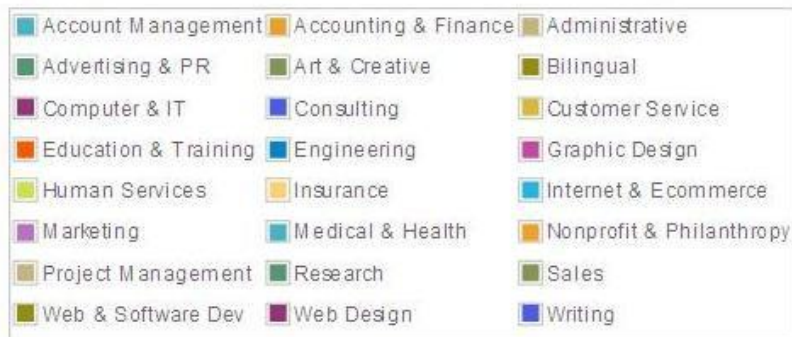 Account Management Accounting & Finance Administrative
Advertising & PR Art & Creative Bilingual
Computer & IT Consulting Customer Service
Education & Training Engineering Graphic Design
Human Services Insurance Internet & Ecommerce
Marketing Medical & Health Nonprofit & Philanthropy
Project Management Research Sales
Web & Software Dev Web Design Writing